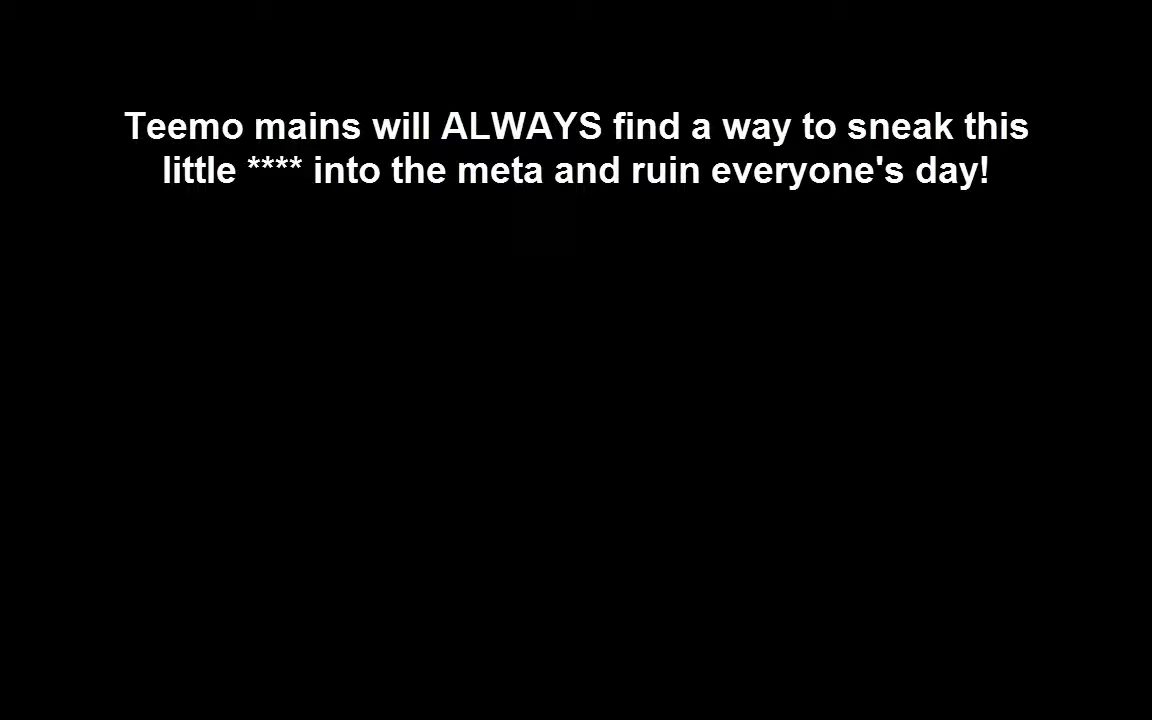 Teemo mains will ALWAYS find a way to sneak this
little **** into the meta and ruin everyone's day!